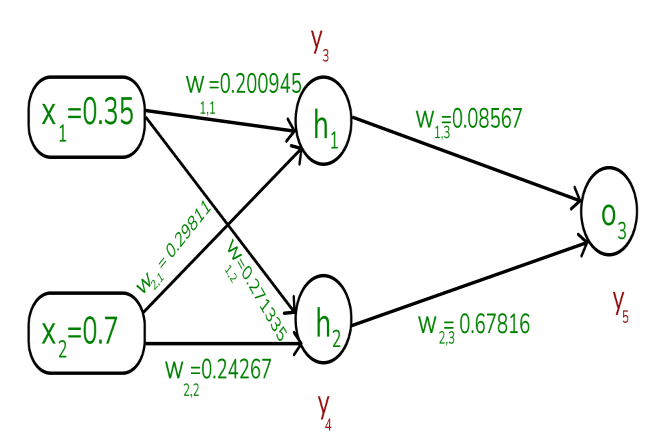 y₃
w₁,₁=0.200945
x₁=0.35
h₁
w₁,₃=0.08567
w₂,₁ = 0.29811
w₁,₂=0.271335
o₃
x₂=0.7
h₂
w₂,₃= 0.67816
y₅
w₂,₂=0.24267
y₄